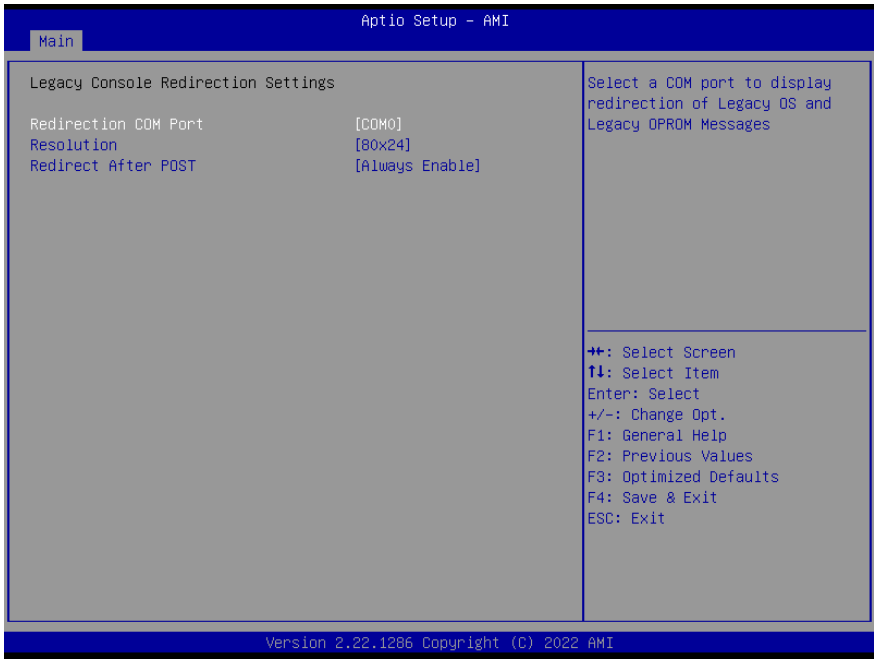 Aptio Setup – AMI
Main
Legacy Console Redirection Settings
Redirection COM Port [COM0]
Resolution [80x24]
Redirect After POST [Always Enable]
Select a COM port to display
redirection of Legacy OS and
Legacy OPROM Messages
→←: Select Screen
↑↓: Select Item
Enter: Select
+/-: Change Opt.
F1: General Help
F2: Previous Values
F3: Optimized Defaults
F4: Save & Exit
ESC: Exit
Version 2.22.1286 Copyright (C) 2022 AMI